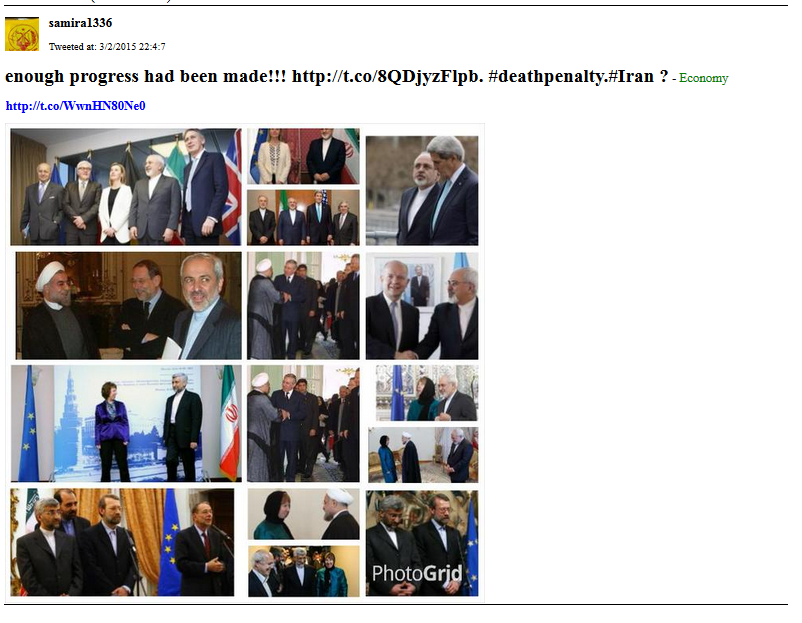 samira1336
Tweeted at: 3/2/2015 22:4:7
enough progress had been made!!! http://t.co/8QDjyzFlpb. #deathpenalty.#Iran ? - Economy
http://t.co/WwnHN80Ne0
PhotoGrid